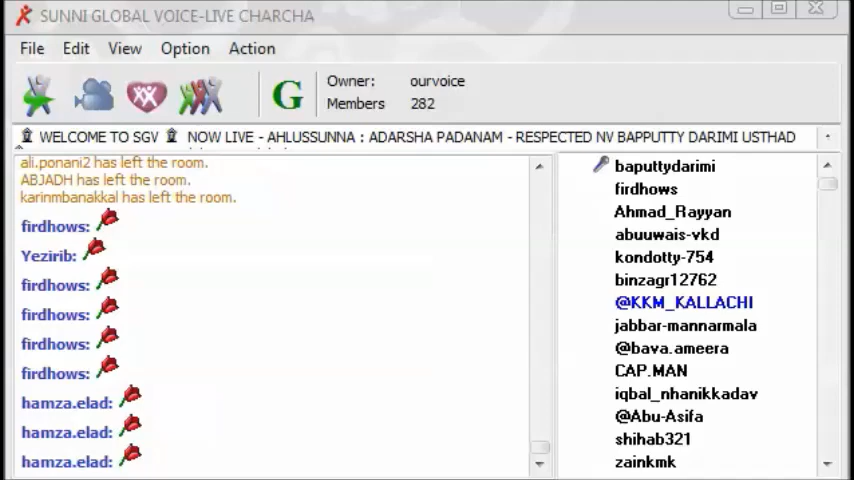 SUNNI GLOBAL VOICE-LIVE CHARCHA
File Edit View Option Action
G
Owner: ourvoice
Members 282
WELCOME TO SGV NOW LIVE - AHLUSSUNNA : ADARSHA PADANAM - RESPECTED NV BAPPUTTY DARIMI USTHAD
ali.ponani2 has left the room.
ABJADH has left the room.
karinmbanakkal has left the room.
firdhows:
Yezirib:
firdhows:
firdhows:
firdhows:
firdhows:
hamza.elad:
hamza.elad:
hamza.elad:
baputtydarimi
firdhows
Ahmad_Rayyan
abuuwais-vkd
kondotty-754
binzagr12762
@KKM_KALLACHI
jabbar-mannarmala
@bava.ameera
CAP.MAN
iqbal_nhanikkadav
@Abu-Asifa
shihab321
zainkmk